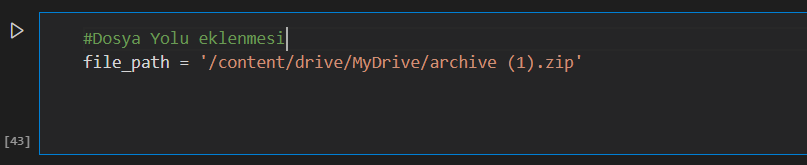 #Dosya Yolu eklenmesi
file_path = '/content/drive/MyDrive/archive (1).zip'
[43]